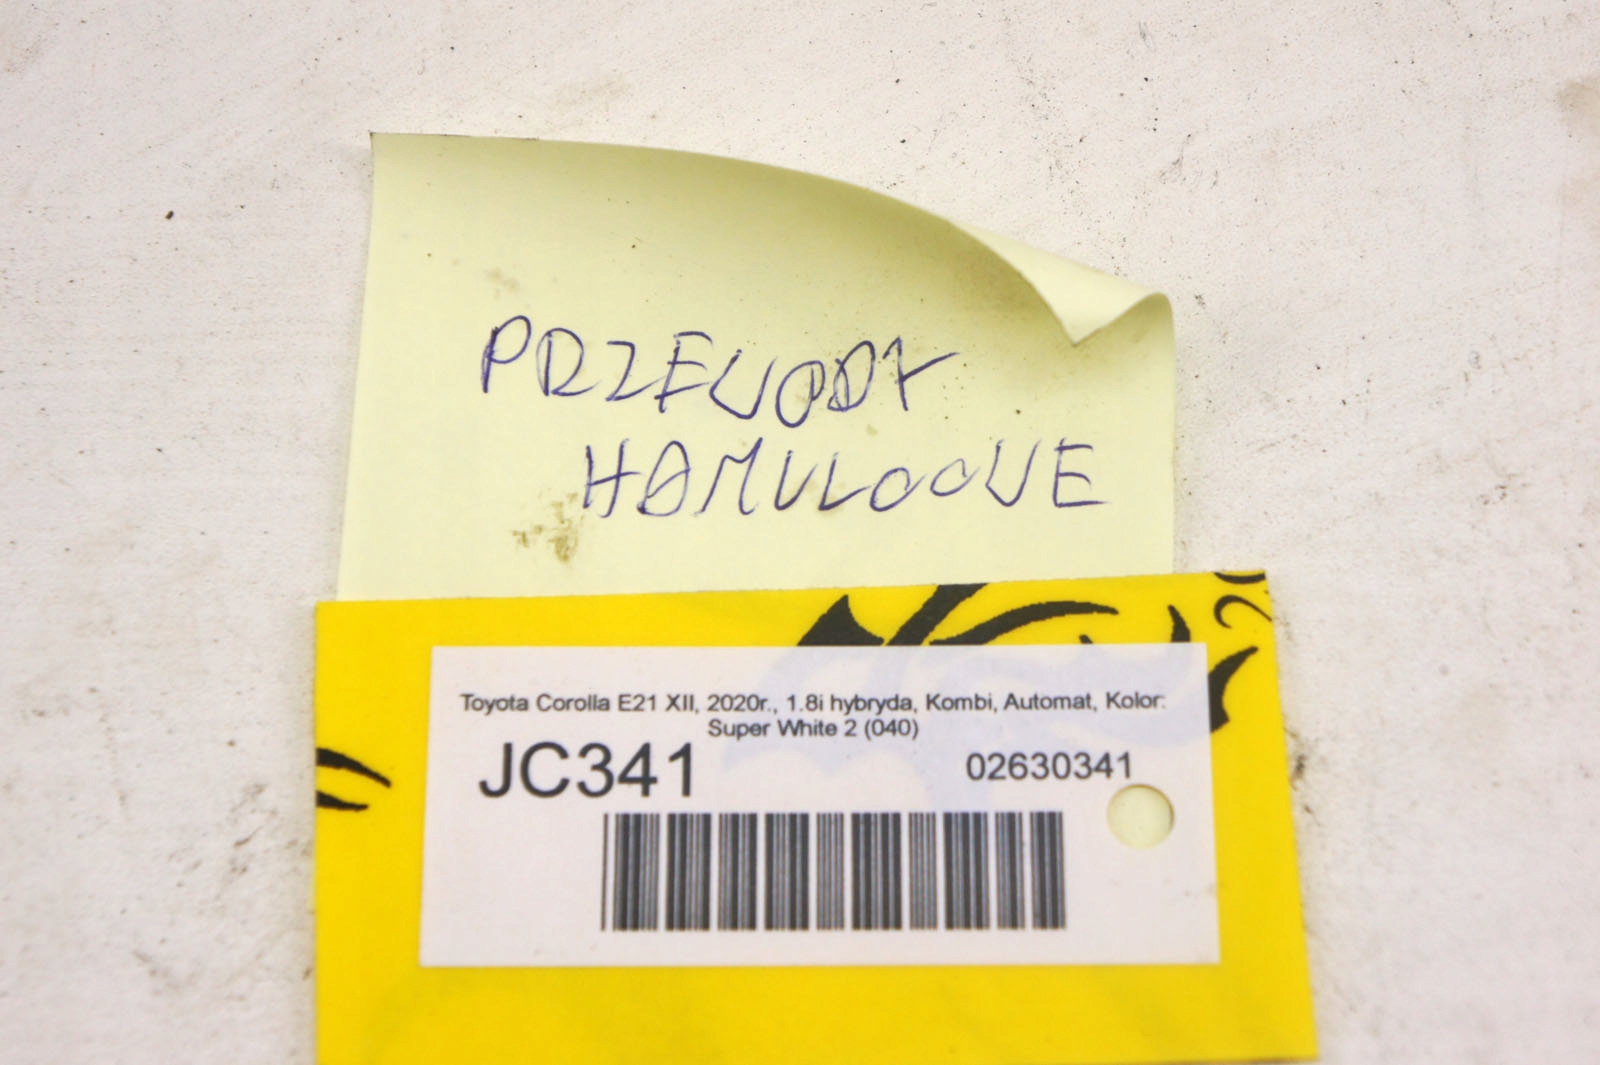 PRZEWODY
HAMULCOWE
Toyota Corolla E21 XII, 2020r., 1.8i hybryda, Kombi, Automat, Kolor:
Super White 2 (040)
JC341
02630341